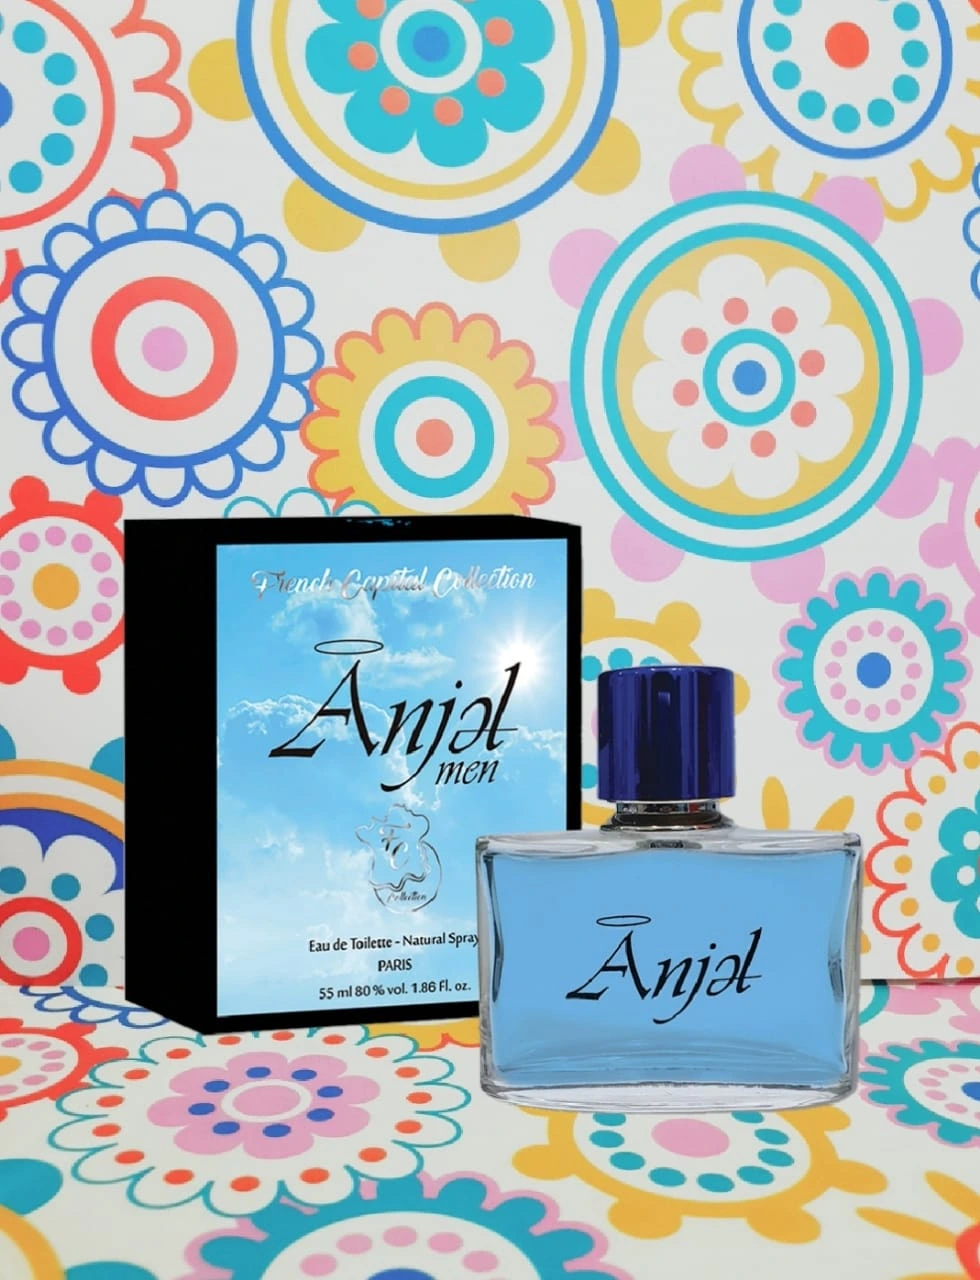 French Capital Collection
Anjəl
men
FC
Collection
Eau de Toilette - Natural Spray
PARIS
55 ml 80 % vol. 1.86 Fl. oz.
Anjəl